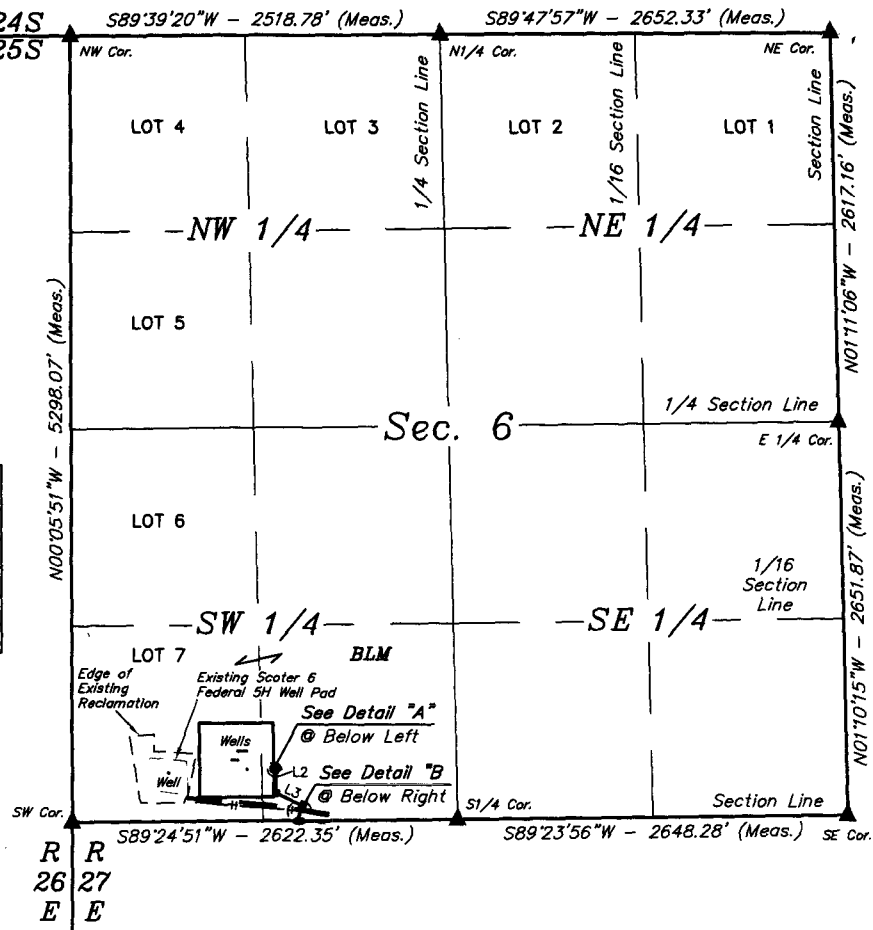 24S
25S
S89°39'20"W - 2518.78' (Meas.)
S89°47'57"W - 2652.33' (Meas.)
NW Cor.
N1/4 Cor.
NE Cor.
LOT 4
LOT 3
LOT 2
LOT 1
1/4 Section Line
1/16 Section Line
Section Line
N01°11'06"W - 2617.16' (Meas.)
NW 1/4
NE 1/4
LOT 5
N00°05'51"W - 5298.07' (Meas.)
1/4 Section Line
Sec. 6
E 1/4 Cor.
LOT 6
1/16
Section
Line
N01°10'15"W - 2651.87' (Meas.)
SW 1/4
SE 1/4
LOT 7
BLM
Edge of
Existing
Reclamation
Existing Scoter 6
Federal 5H Well Pad
See Detail "A"
@ Below Left
Wells
Well
L2
L3
See Detail "B
@ Below Right
SW Cor.
S1/4 Cor.
Section Line
SE Cor.
S89°24'51"W - 2622.35' (Meas.)
S89°23'56"W - 2648.28' (Meas.)
R R
26 27
E E